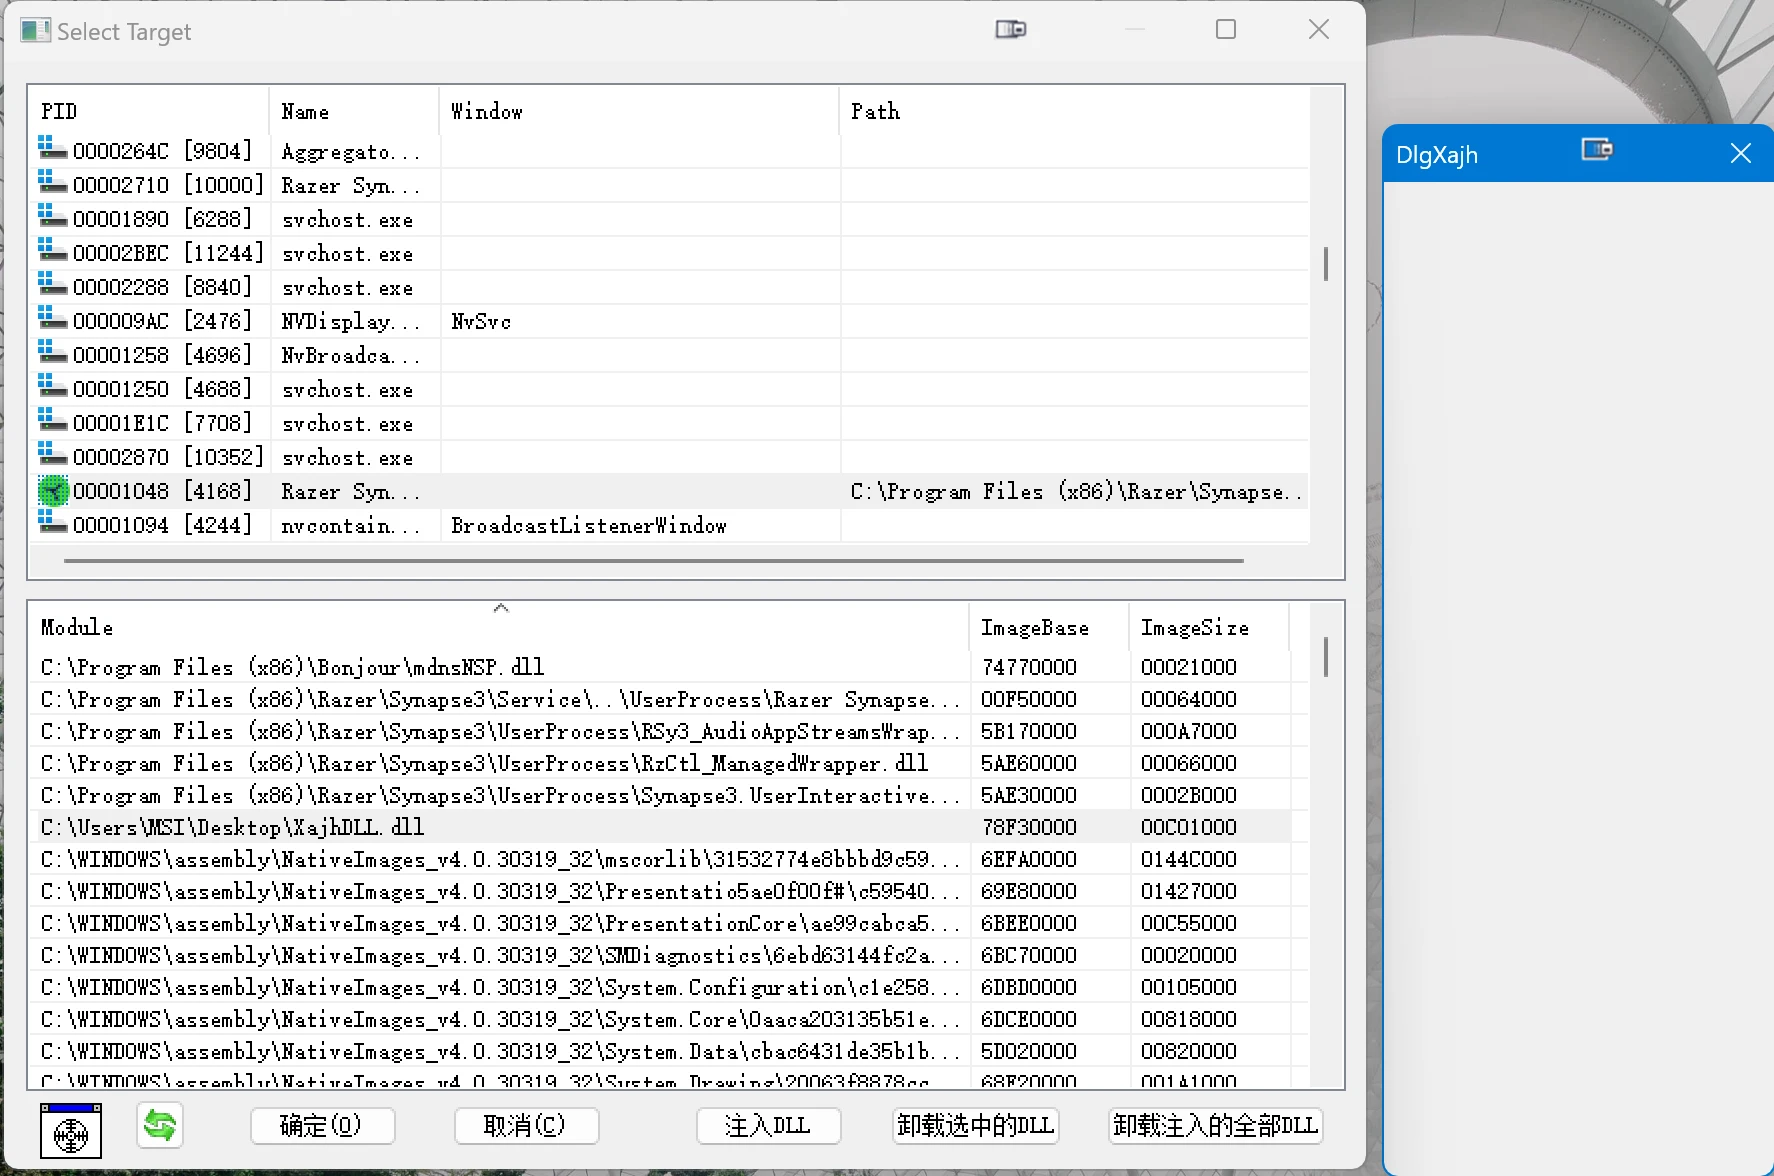 Select Target
PID Name Window Path
0000264C [9804] Aggregato...
00002710 [10000] Razer Syn...
00001890 [6288] svchost.exe
00002BEC [11244] svchost.exe
00002288 [8840] svchost.exe
000009AC [2476] NVDisplay... NvSvc
00001258 [4696] NvBroadca...
00001250 [4688] svchost.exe
00001E1C [7708] svchost.exe
00002870 [10352] svchost.exe
00001048 [4168] Razer Syn... C:\Program Files (x86)\Razer\Synapse...
00001094 [4244] nvcontain... BroadcastListenerWindow
Module ImageBase ImageSize
C:\Program Files (x86)\Bonjour\mdnsNSP.dll 74770000 00021000
C:\Program Files (x86)\Razer\Synapse3\Service\..\UserProcess\Razer Synapse... 00F50000 00064000
C:\Program Files (x86)\Razer\Synapse3\UserProcess\RSy3_AudioAppStreamsWrap... 5B170000 000A7000
C:\Program Files (x86)\Razer\Synapse3\UserProcess\RzCtl_ManagedWrapper.dll 5AE60000 00066000
C:\Program Files (x86)\Razer\Synapse3\UserProcess\Synapse3.UserInteractive... 5AE30000 0002B000
C:\Users\MSI\Desktop\XajhDLL.dll 78F30000 00C01000
C:\WINDOWS\assembly\NativeImages_v4.0.30319_32\mscorlib\31532774e8bbbd9c59... 6EFA0000 0144C000
C:\WINDOWS\assembly\NativeImages_v4.0.30319_32\Presentatio5ae0f00f#\c59540... 69E80000 01427000
C:\WINDOWS\assembly\NativeImages_v4.0.30319_32\PresentationCore\ae99cabca5... 6BEE0000 00C55000
C:\WINDOWS\assembly\NativeImages_v4.0.30319_32\SMDiagnostics\6ebd63144fc2a... 6BC70000 00020000
C:\WINDOWS\assembly\NativeImages_v4.0.30319_32\System.Configuration\c1e258... 6DBD0000 00105000
C:\WINDOWS\assembly\NativeImages_v4.0.30319_32\System.Core\0aaca203135b51e... 6DCE0000 00818000
C:\WINDOWS\assembly\NativeImages_v4.0.30319_32\System.Data\cbac6431de35b1b... 5D020000 00820000
C:\WINDOWS\assembly\NativeImages_v4.0.30319_32\System.Drawing\20063f8878cc... 68F20000 001A1000
确定(O) 取消(C) 注入DLL 卸载选中的DLL 卸载注入的全部DLL
DlgXajh